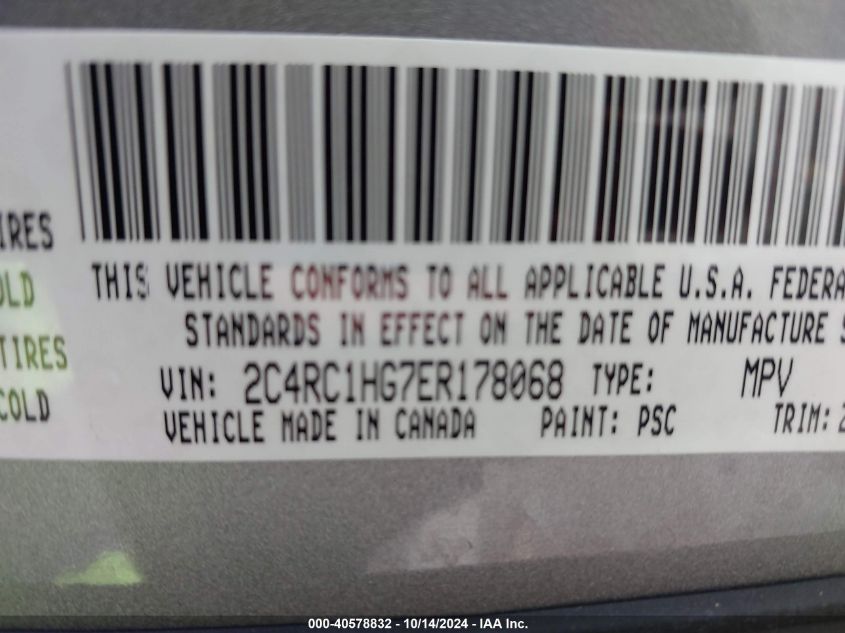 IRES
OLD
TIRES
COLD
THIS VEHICLE CONFORMS TO ALL APPLICABLE U.S.A. FEDERA
STANDARDS IN EFFECT ON THE DATE OF MANUFACTURE S
VIN: 2C4RC1HG7ER178068 TYPE: MPV
VEHICLE MADE IN CANADA PAINT: PSC TRIM: 2
000-40578832 - 10/14/2024 - IAA Inc.